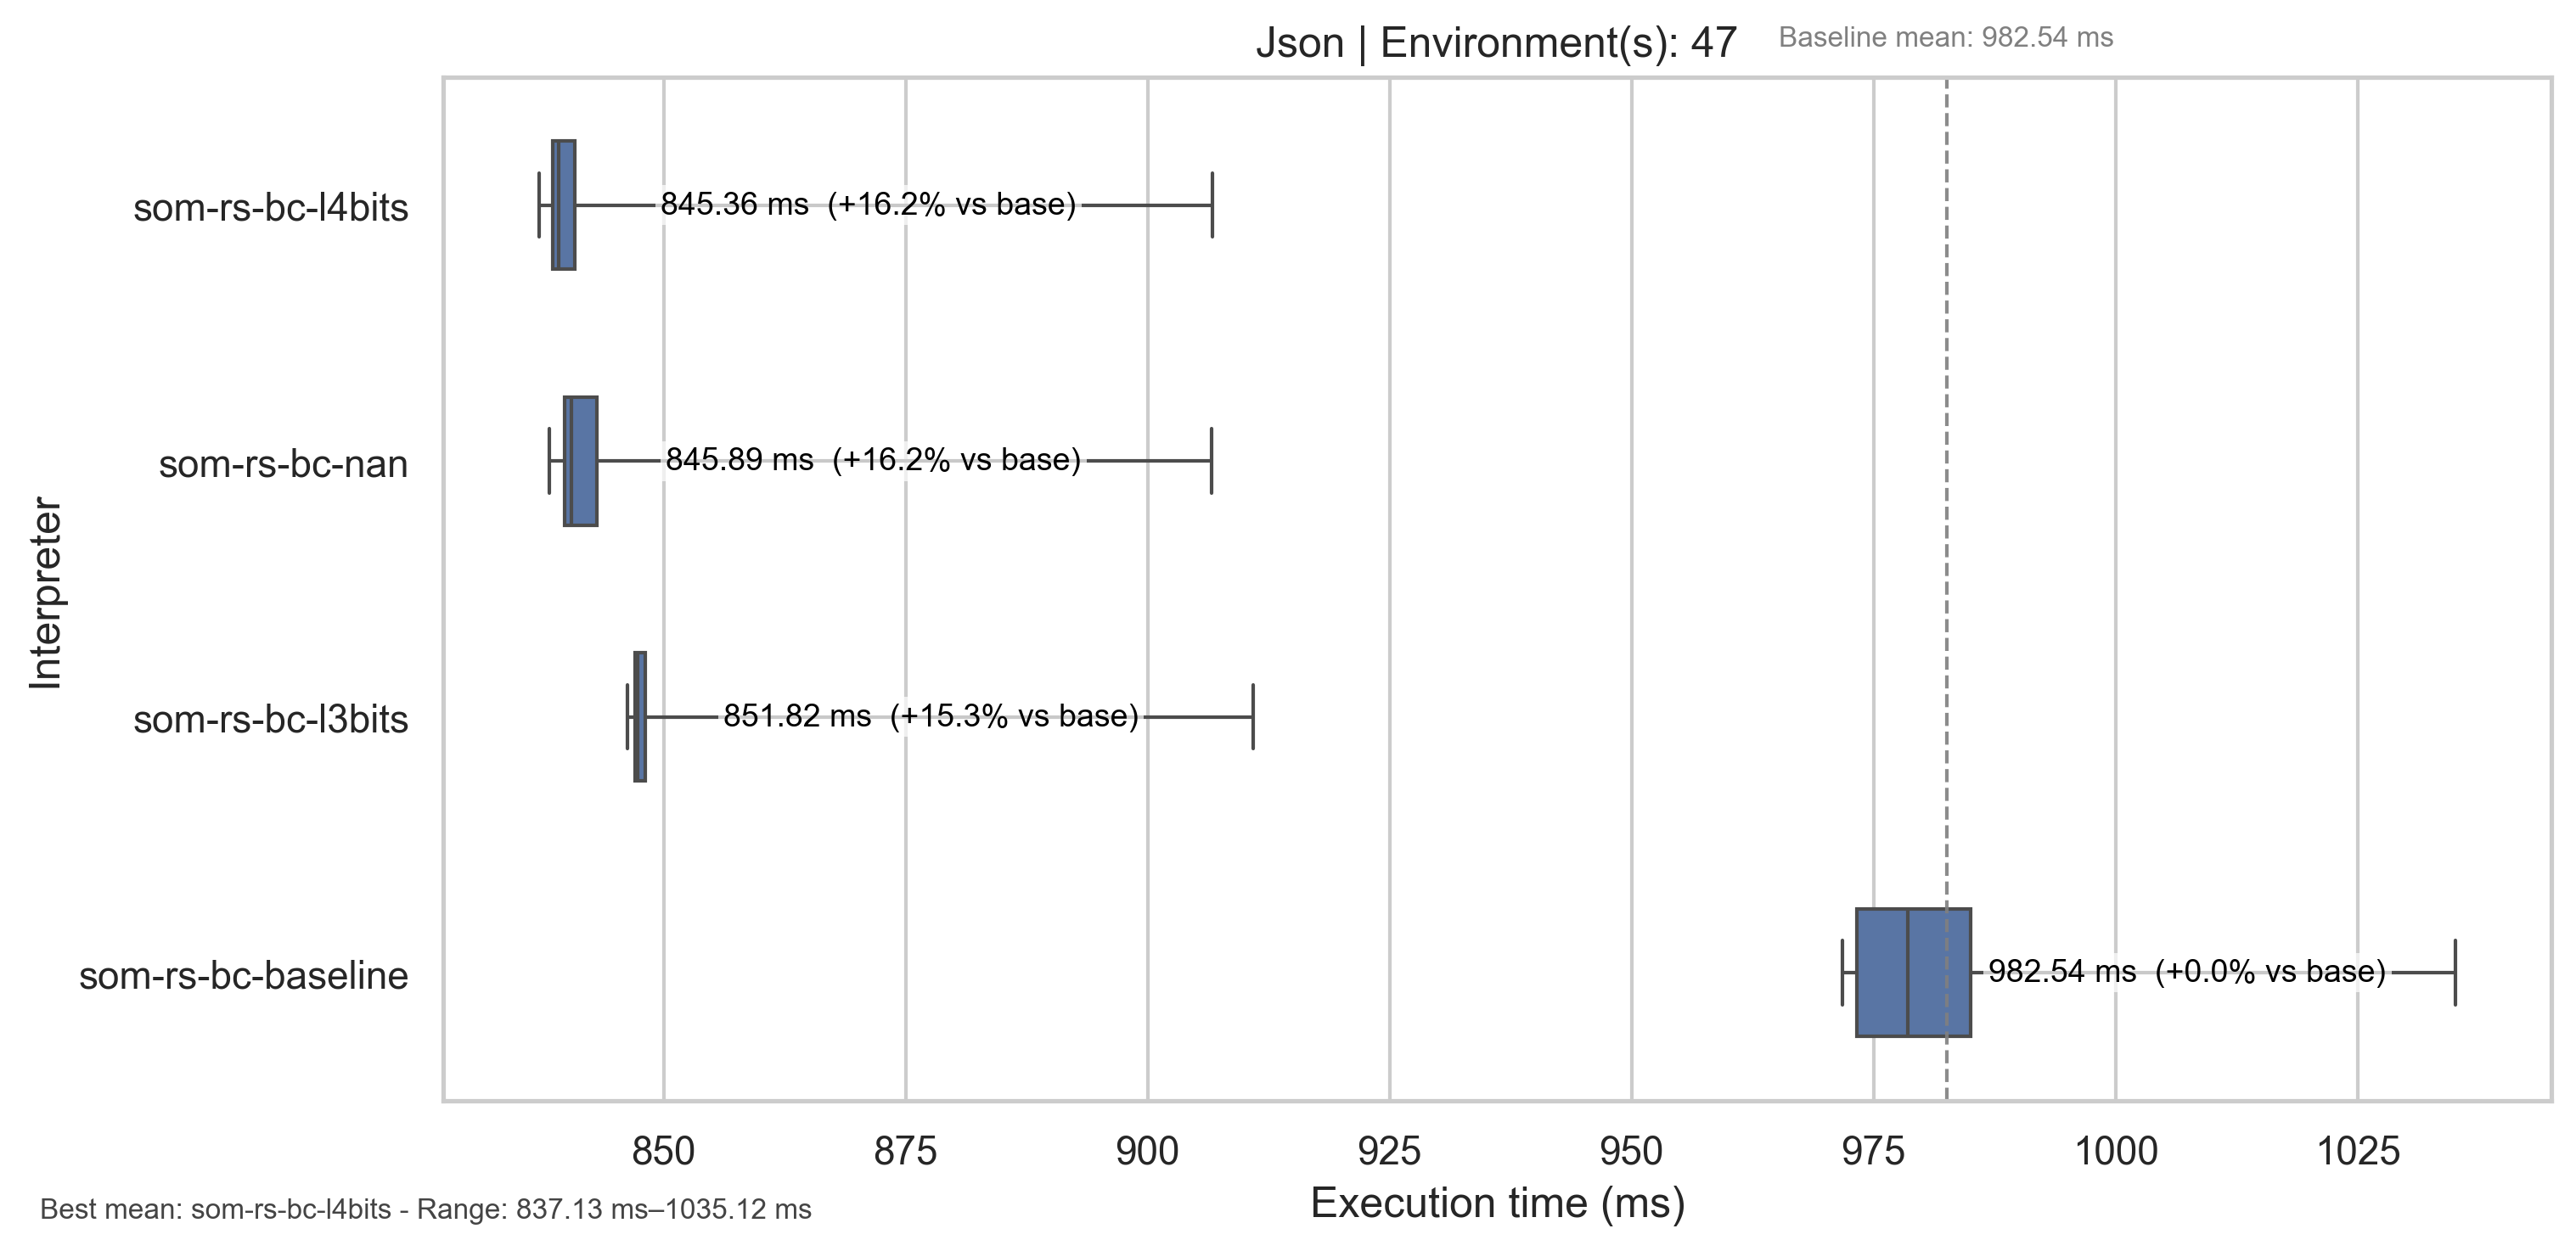 Json | Environment(s): 47
Baseline mean: 982.54 ms
Interpreter
som-rs-bc-l4bits
845.36 ms  (+16.2% vs base)
som-rs-bc-nan
845.89 ms  (+16.2% vs base)
som-rs-bc-l3bits
851.82 ms  (+15.3% vs base)
som-rs-bc-baseline
982.54 ms  (+0.0% vs base)
850 875 900 925 950 975 1000 1025
Execution time (ms)
Best mean: som-rs-bc-l4bits - Range: 837.13 ms–1035.12 ms